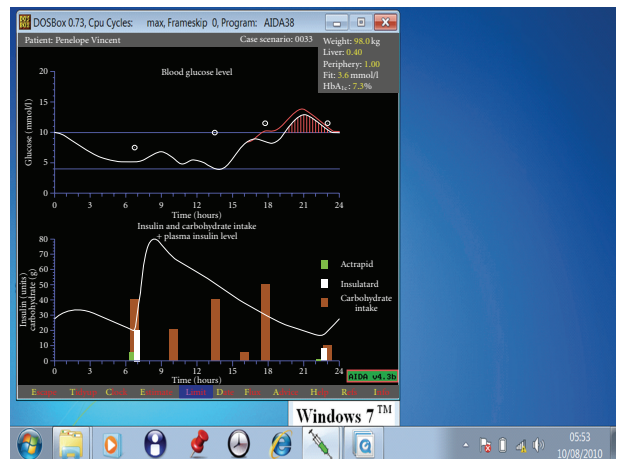 DOSBox 0.73, Cpu Cycles: max, Frameskip 0, Program: AIDA38
Patient: Penelope Vincent
Case scenario: 0033
Weight: 98.0 kg
Liver: 0.40
Periphery: 1.00
Fit: 3.6 mmol/l
HbA1c: 7.3%
Blood glucose level
Glucose (mmol/l)
20
15
10
5
0
0 3 6 9 12 15 18 21 24
Time (hours)
Insulin and carbohydrate intake
+ plasma insulin level
Insulin (units)
carbohydrate (g)
80
70
60
50
40
30
20
10
0
Actrapid
Insulatard
Carbohydrate
intake
0 3 6 9 12 15 18 21 24
Time (hours)
AIDA v4.3b
Windows 7 TM
05:53
10/08/2010